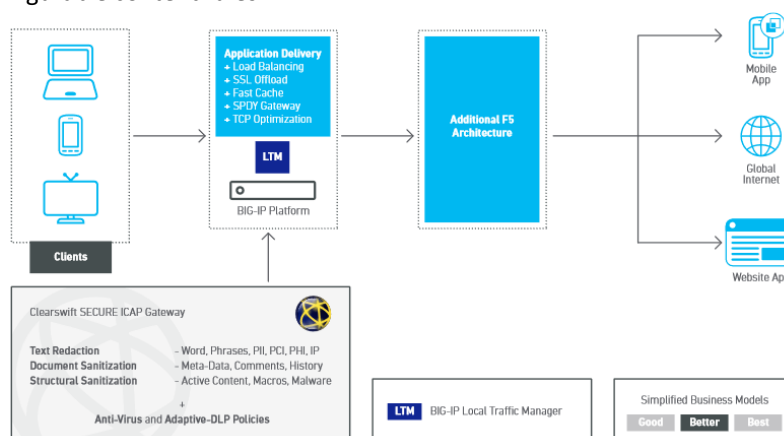 Application Delivery
+ Load Balancing
+ SSL Offload
+ Fast Cache
+ SPDY Gateway
+ TCP Optimization
LTM
BIG-IP Platform
Additional F5
Architecture
Mobile
App
Global
Internet
Website
Clients
Clearswift SECURE ICAP Gateway
Text Redaction - Word, Phrases, PII, PCI, PHI, IP
Document Sanitization - Meta-Data, Comments, History
Structural Sanitization - Active Content, Macros, Malware
+
Anti-Virus and Adaptive-DLP Policies
LTM BIG-IP Local Traffic Manager
Simplified Business Models
Good Better Best